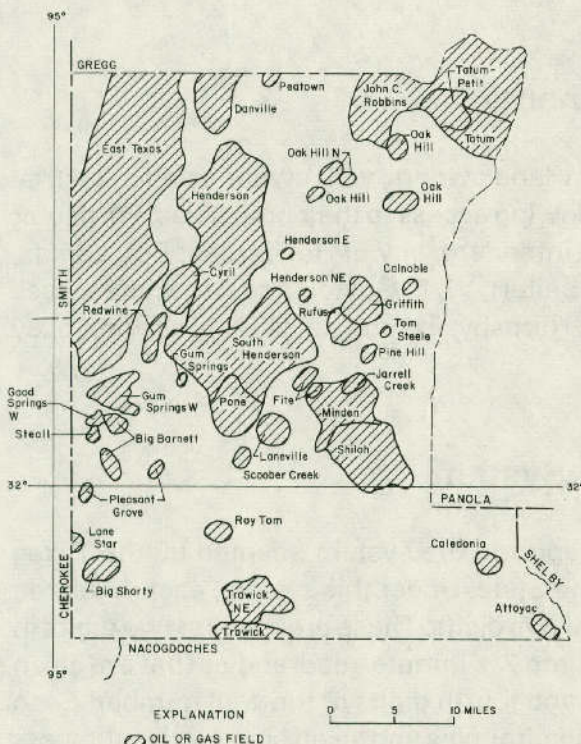 95°
GREGG
Peatown
Danville
John C.
Robbins
Tatum-
Petit
Tatum
East Texas
Oak
Hill
Oak Hill N
Oak Hill
Oak
Hill
Henderson
Henderson E
Cyril
Henderson NE
Calnoble
SMITH
Redwine
Rufus
Griffith
Tom
Steele
South
Henderson
Gum
Springs
Pine Hill
Good
Springs
W
Gum
Springs W
Pone
Fite
Jarrell
Creek
Minden
Steall
Big Barnett
Laneville
Shiloh
Scoober Creek
32°
32°
Pleasant
Grove
PANOLA
Lane
Star
Ray Tom
Caledonia
SHELBY
CHEROKEE
Big Shorty
Trawick
NE
Attoyac
Trawick
NACOGDOCHES
95°
EXPLANATION
OIL OR GAS FIELD
0 5 10 MILES